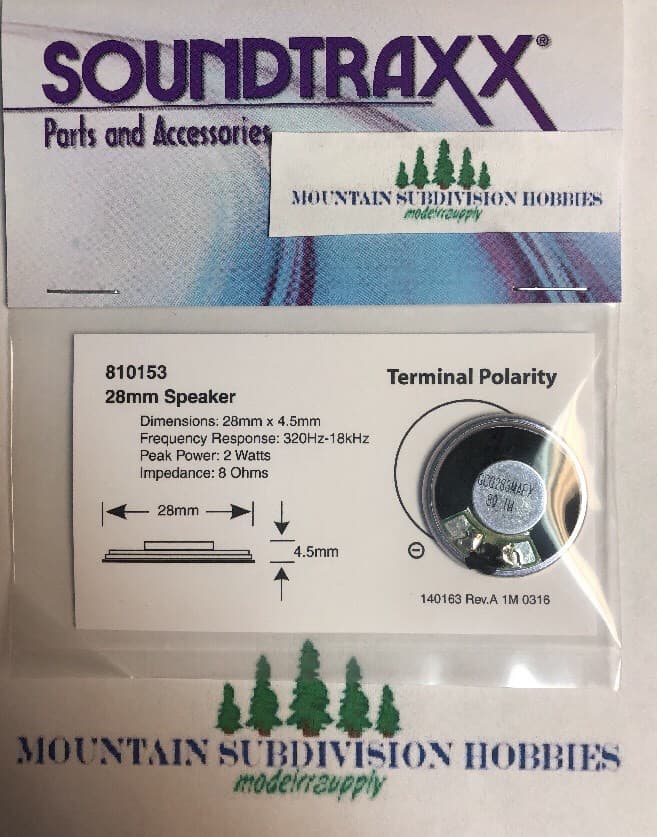 SOUNDTRAXX®
Parts and Accessories
MOUNTAIN SUBDIVISION HOBBIES
modelrrsupply
810153
28mm Speaker
Dimensions: 28mm x 4.5mm
Frequency Response: 320Hz-18kHz
Peak Power: 2 Watts
Impedance: 8 Ohms
28mm
4.5mm
Terminal Polarity
8Ω 1W
140163 Rev.A 1M 0316
MOUNTAIN SUBDIVISION HOBBIES
modelrrsupply